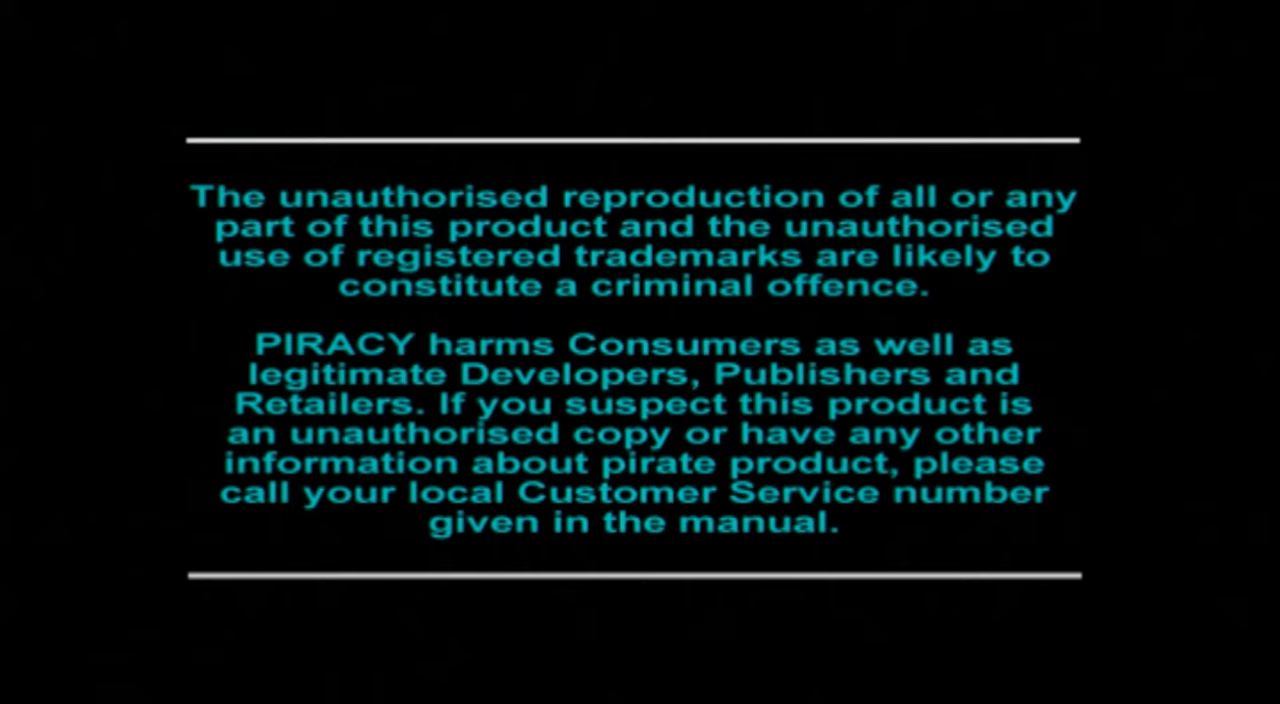 The unauthorised reproduction of all or any
part of this product and the unauthorised
use of registered trademarks are likely to
constitute a criminal offence.
PIRACY harms Consumers as well as
legitimate Developers, Publishers and
Retailers. If you suspect this product is
an unauthorised copy or have any other
information about pirate product, please
call your local Customer Service number
given in the manual.